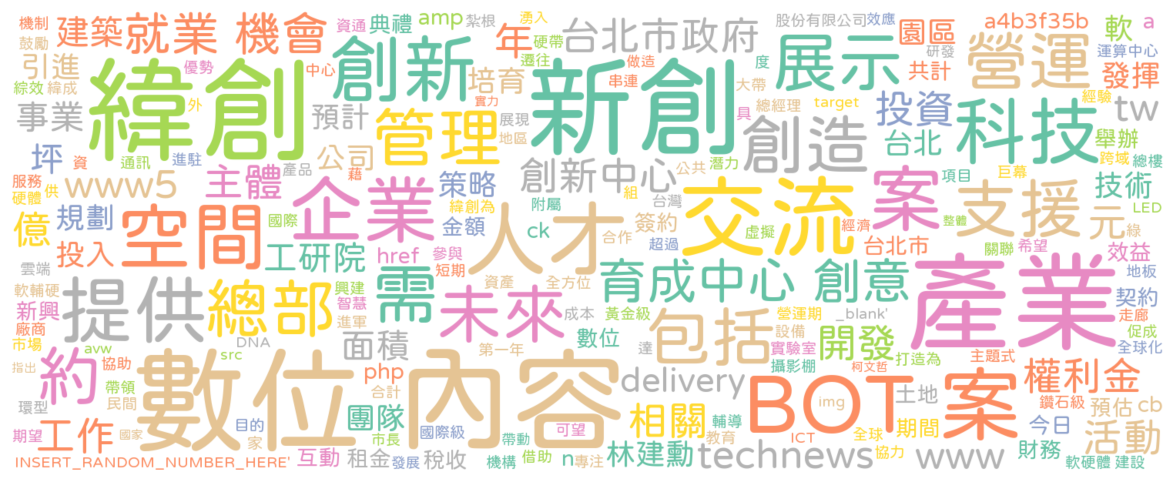 機制 建築 就業 機會 資通 典禮 amp 紮根 湧入 股份有限公司 效應 a4b3f35b 軟 a
鼓勵 年 硬帶 台北市政府 度 園區
引進 優勢 創新 遷往 做造 展示 研發 營運 運算中心
綜效 緯成 中心 培育 串連 大帶 共計 發揮
緯創 外 實力 新創 總經理 target 投資 經驗 tw
事業 預計 管理 展現 地區 具 創造 科技 舉辦
坪 資 通訊 進駐 公司 產品 創新中心 潛力 公共 台北 跨域 總樓
服務 供 www5 主體 藉 策略 組 案 項目 巨幕 技術
硬體 企業 緯創為 附屬 台灣 交流 支援 LED
億 規劃 空間 國際 金額 人才 簽約 虛擬 經濟 整體 元 綠
投入 工研院 href 參與 ck 合作 超過 台北市 關聯 希望 效益
雲端 短期 資產 全方位 育成中心 創意 產業 地板
軟輔硬 提供 總部 興建 需 未來 成本 黃金級 營運期 _blank' 契約
新興 智慧 進軍 包括 設備 走廊
廠商 DNA 面積 數位 達 實驗室 開發 打造為 促成
市場 avw src 第一年 攝影棚 主題式 全球化
指出 約 協助 數位 內容 php delivery 柯文哲 權利金
帶領 合計 BOT img 土地 案 鑽石級
環型 民間 團隊 相關 輔導 預估 cb
期望 工作 目的 市長 國際級 帶動 可望 教育 ICT 全球 期間 今日 活動
國家 家 機構 借助 林建勳 technews www 財務
INSERT_RANDOM_NUMBER_HERE' 互動 租金 發展 稅收 n 專注 協力 軟硬體 建設